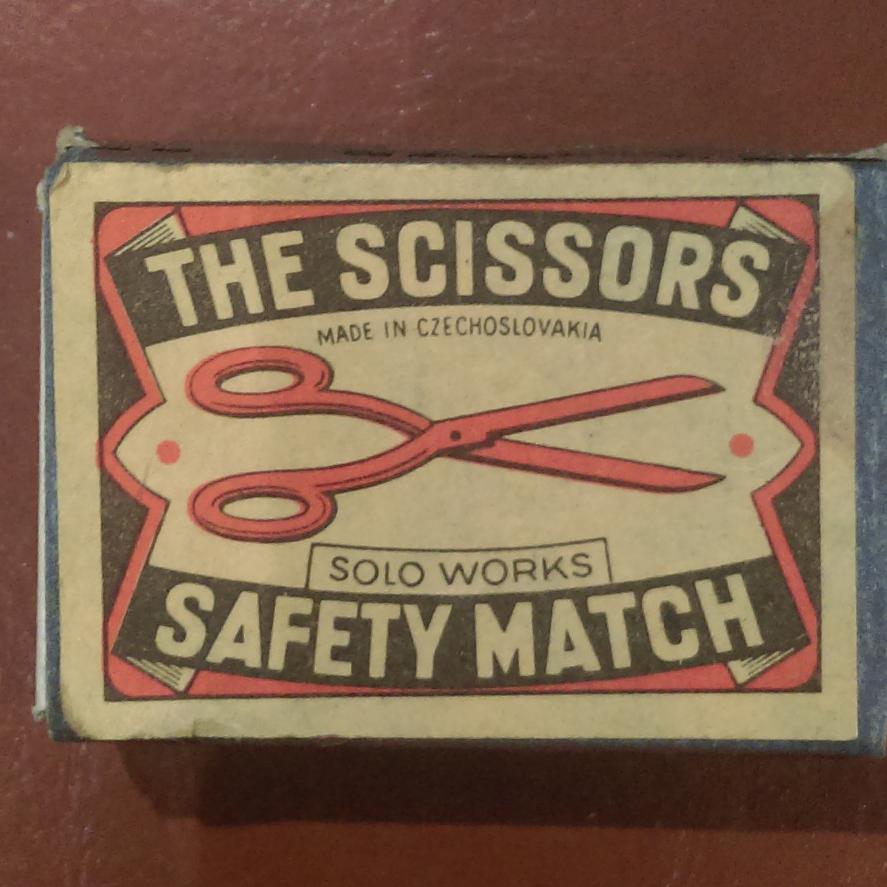 THE SCISSORS
MADE IN CZECHOSLOVAKIA
SOLO WORKS
SAFETY MATCH